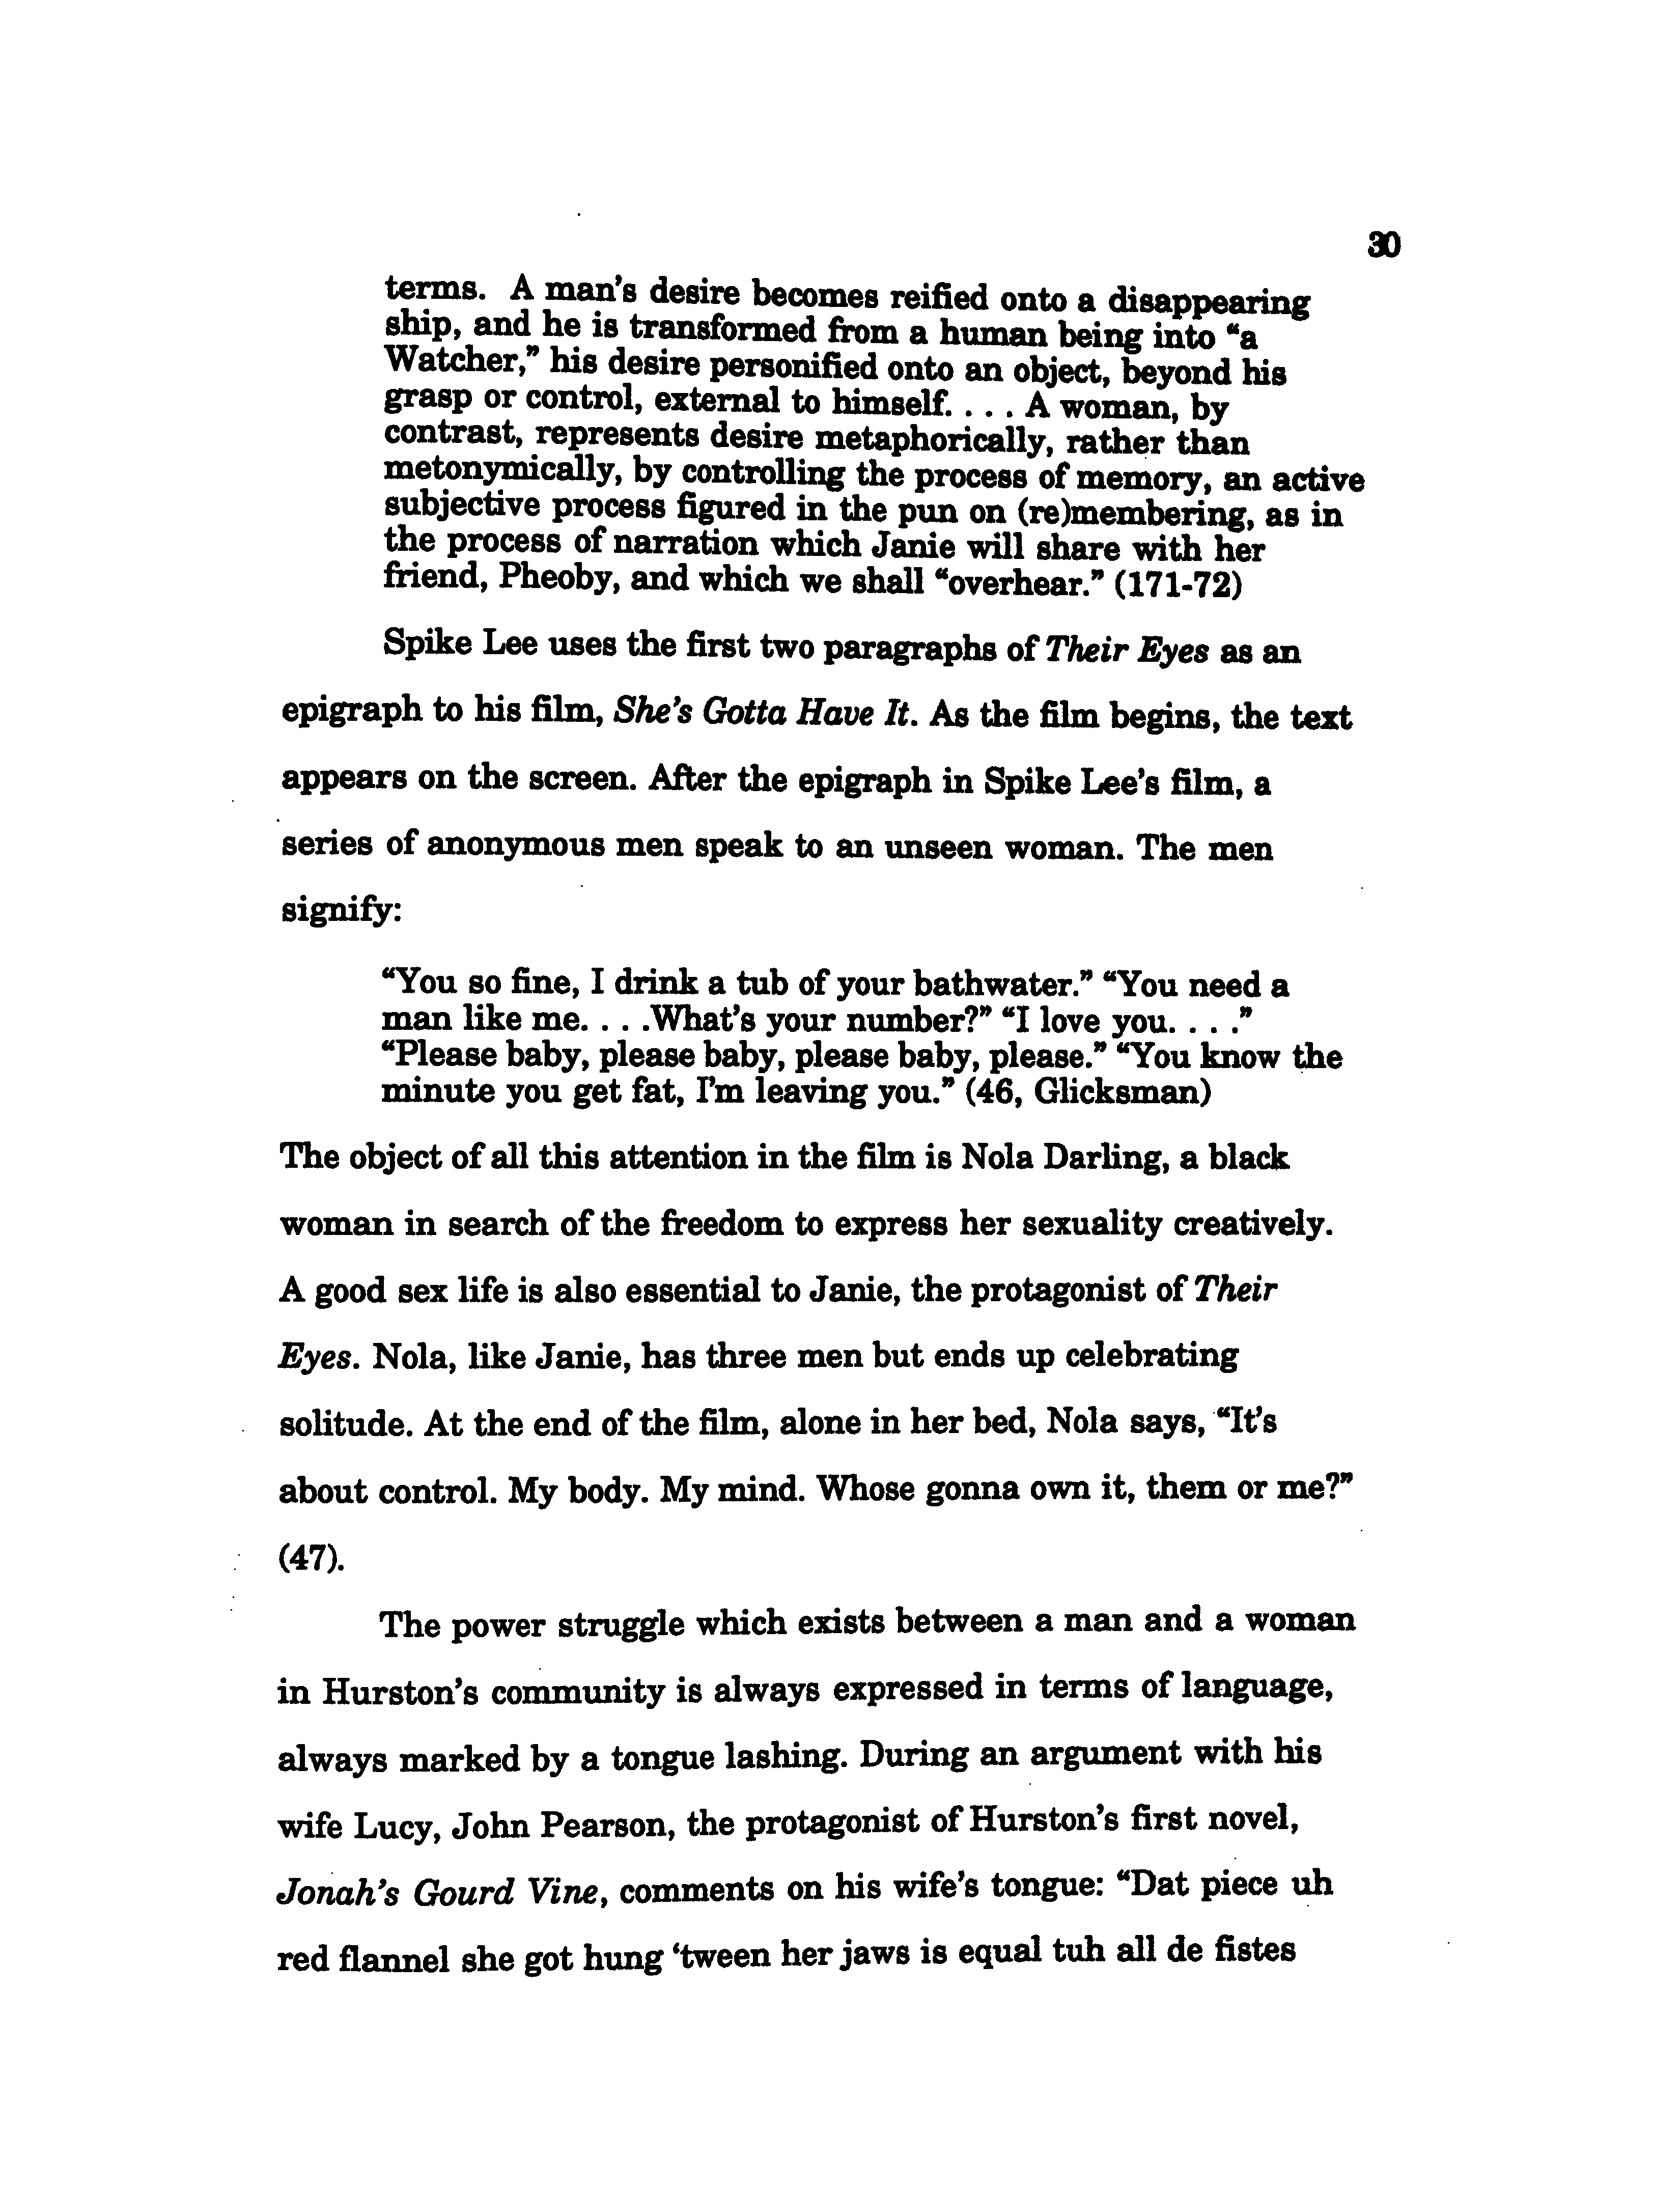 30
terms. A man's desire becomes reified onto a disappearing
ship, and he is transformed from a human being into “a
Watcher,” his desire personified onto an object, beyond his
grasp or control, external to himself. . . . A woman, by
contrast, represents desire metaphorically, rather than
metonymically, by controlling the process of memory, an active
subjective process figured in the pun on (re)membering, as in
the process of narration which Janie will share with her
friend, Pheoby, and which we shall “overhear.” (171-72)
Spike Lee uses the first two paragraphs of Their Eyes as an
epigraph to his film, She's Gotta Have It. As the film begins, the text
appears on the screen. After the epigraph in Spike Lee's film, a
series of anonymous men speak to an unseen woman. The men
signify:
“You so fine, I drink a tub of your bathwater.” “You need a
man like me. . . .What's your number?” “I love you. . . .”
“Please baby, please baby, please baby, please.” “You know the
minute you get fat, I'm leaving you.” (46, Glicksman)
The object of all this attention in the film is Nola Darling, a black
woman in search of the freedom to express her sexuality creatively.
A good sex life is also essential to Janie, the protagonist of Their
Eyes. Nola, like Janie, has three men but ends up celebrating
solitude. At the end of the film, alone in her bed, Nola says, “It's
about control. My body. My mind. Whose gonna own it, them or me?”
(47).
The power struggle which exists between a man and a woman
in Hurston's community is always expressed in terms of language,
always marked by a tongue lashing. During an argument with his
wife Lucy, John Pearson, the protagonist of Hurston's first novel,
Jonah's Gourd Vine, comments on his wife's tongue: “Dat piece uh
red flannel she got hung ‘tween her jaws is equal tuh all de fistes